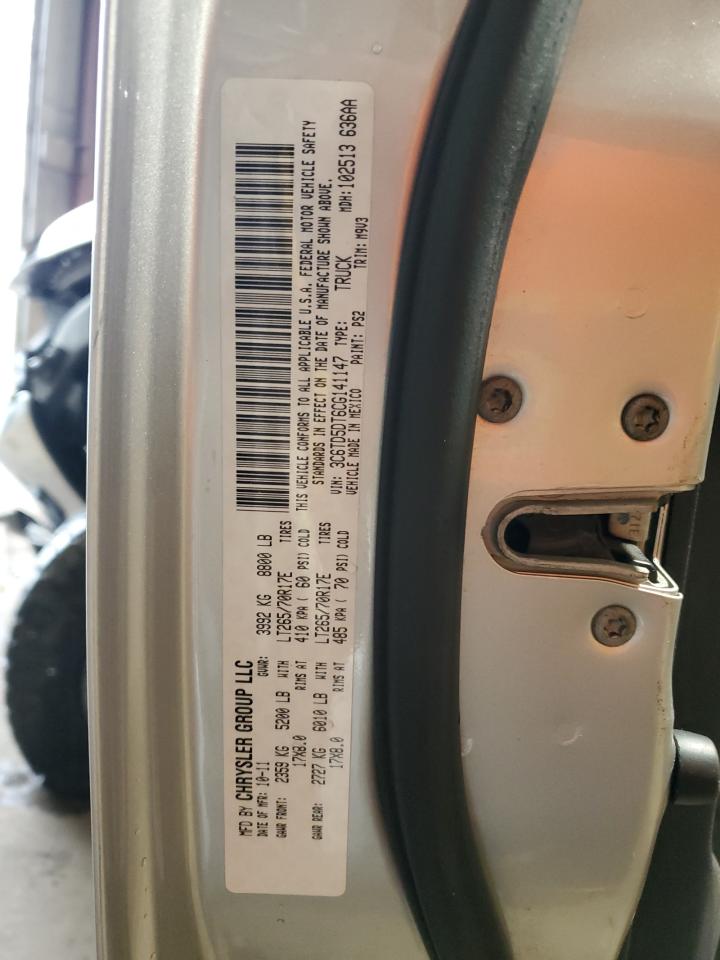 MFD BY CHRYSLER GROUP LLC
DATE OF MFR: 10-11 GVWR: 3992 KG 8800 LB
GAWR FRONT: 2359 KG 5200 LB WITH LT265/70R17E TIRES
17X8.0 RIMS AT 410 KPA ( 60 PSI) COLD
GAWR REAR: 2727 KG 6010 LB WITH LT265/70R17E TIRES
17X8.0 RIMS AT 485 KPA ( 70 PSI) COLD
THIS VEHICLE CONFORMS TO ALL APPLICABLE U.S.A. FEDERAL MOTOR VEHICLE SAFETY
STANDARDS IN EFFECT ON THE DATE OF MANUFACTURE SHOWN ABOVE.
VIN: 3C6TD5DT6CG141147 TYPE: TRUCK MDH: 102513 636AA
VEHICLE MADE IN MEXICO PAINT: PS2 TRIM: M9V3
312